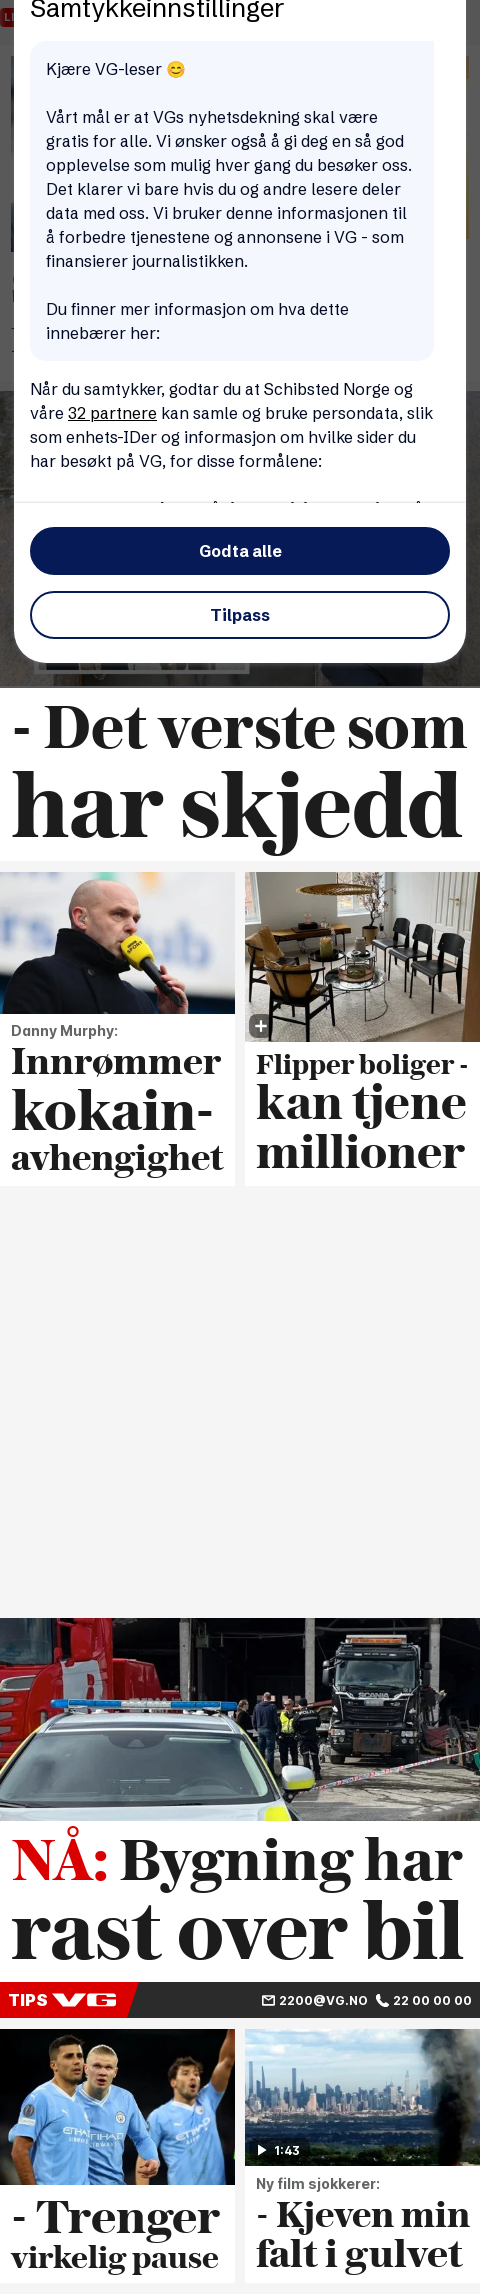 Samtykkeinnstillinger
Kjære VG-leser 😊
Vårt mål er at VGs nyhetsdekning skal være
gratis for alle. Vi ønsker også å gi deg en så god
opplevelse som mulig hver gang du besøker oss.
Det klarer vi bare hvis du og andre lesere deler
data med oss. Vi bruker denne informasjonen til
å forbedre tjenestene og annonsene i VG - som
finansierer journalistikken.
Du finner mer informasjon om hva dette
innebærer her:
Når du samtykker, godtar du at Schibsted Norge og
våre 32 partnere kan samle og bruke persondata, slik
som enhets-IDer og informasjon om hvilke sider du
har besøkt på VG, for disse formålene:
Godta alle
Tilpass
- Det verste som
har skjedd
Danny Murphy:
Innrømmer
kokain-
avhengighet
Flipper boliger -
kan tjene
millioner
SCANIA
NÅ: Bygning har
rast over bil
TIPS VG
2200@VG.NO 22 00 00 00
- Trenger
virkelig pause
1:43
Ny film sjokkerer:
- Kjeven min
falt i gulvet